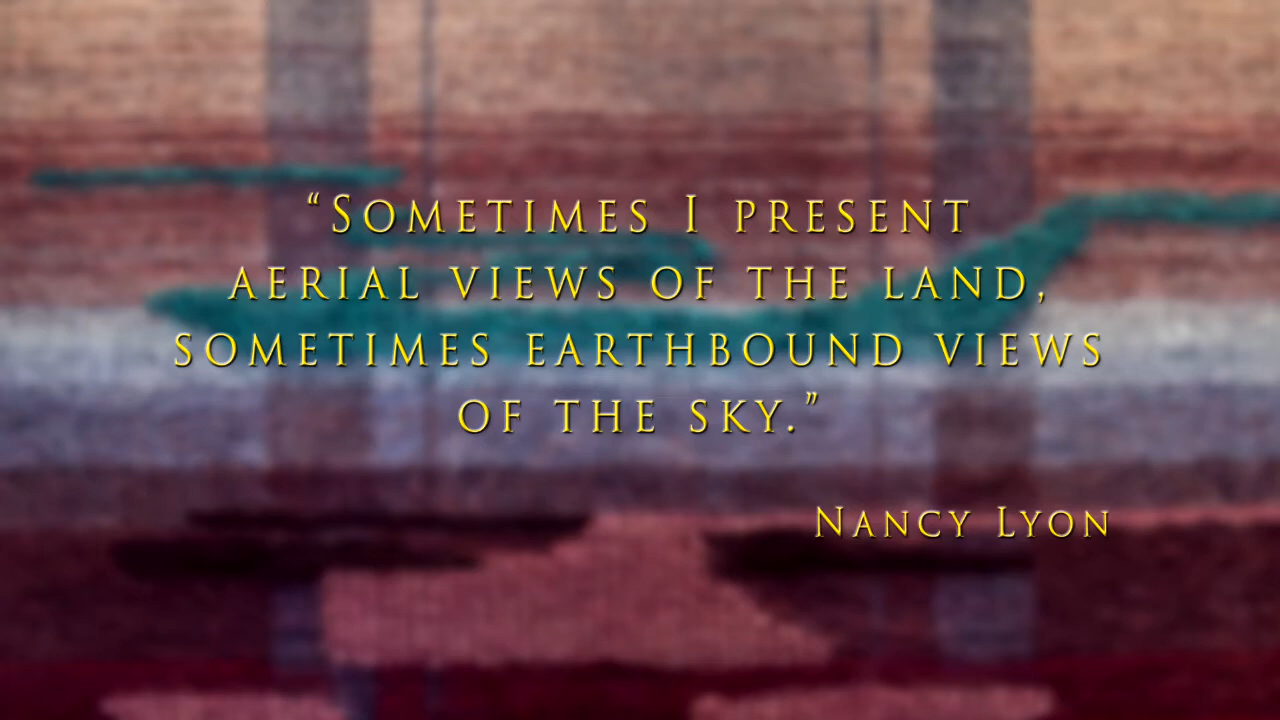 “Sometimes I present
aerial views of the land,
sometimes earthbound views
of the sky.”
Nancy Lyon